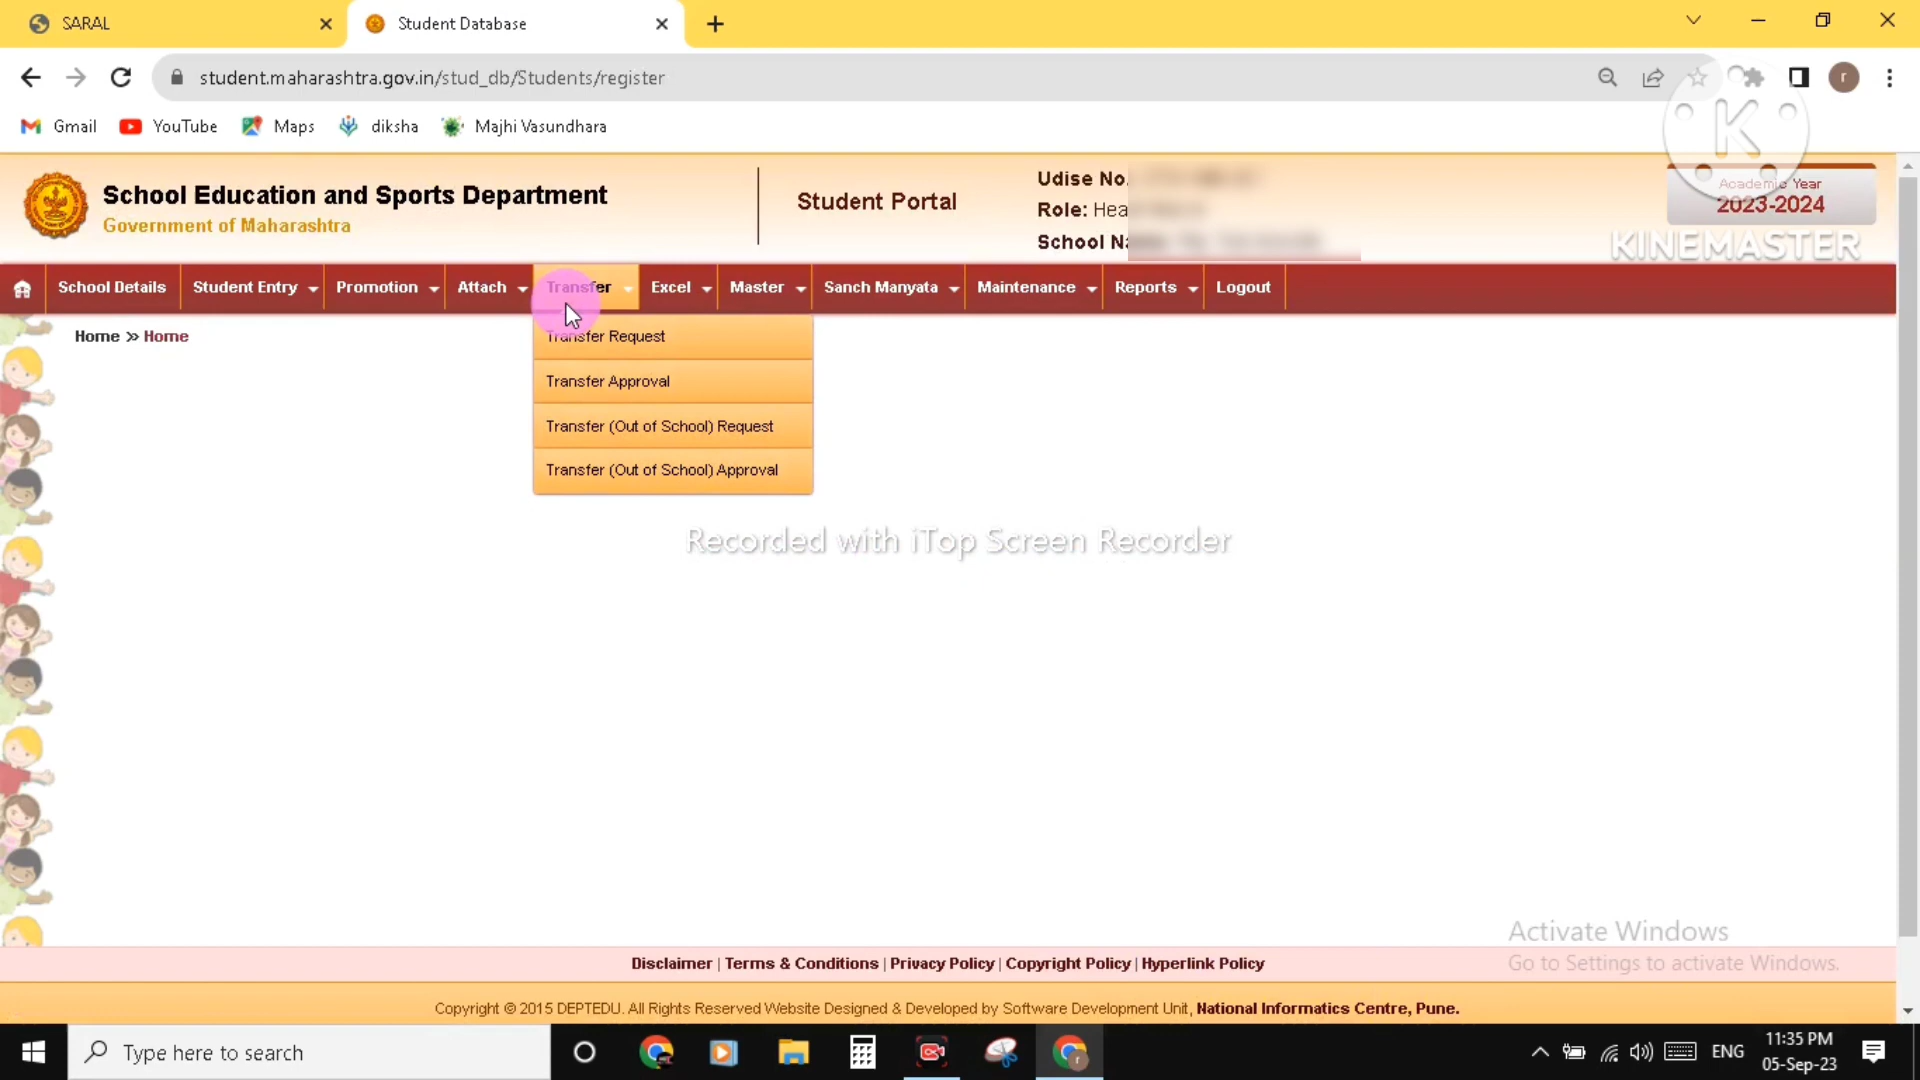 SARAL
Student Database
student.maharashtra.gov.in/stud_db/Students/register
r
Gmail YouTube Maps diksha Majhi Vasundhara
School Education and Sports Department
Government of Maharashtra
Student Portal
Udise No.
Role: Hea
School Na
Academic Year
2023-2024
K
KINEMASTER
School Details Student Entry Promotion Attach Transfer Excel Master Sanch Manyata Maintenance Reports Logout
Home >> Home
Transfer Request
Transfer Approval
Transfer (Out of School) Request
Transfer (Out of School) Approval
Recorded with iTop Screen Recorder
Activate Windows
Go to Settings to activate Windows.
Disclaimer | Terms & Conditions | Privacy Policy | Copyright Policy | Hyperlink Policy
Copyright © 2015 DEPTEDU. All Rights Reserved Website Designed & Developed by Software Development Unit, National Informatics Centre, Pune.
Type here to search
ENG
11:35 PM
05-Sep-23